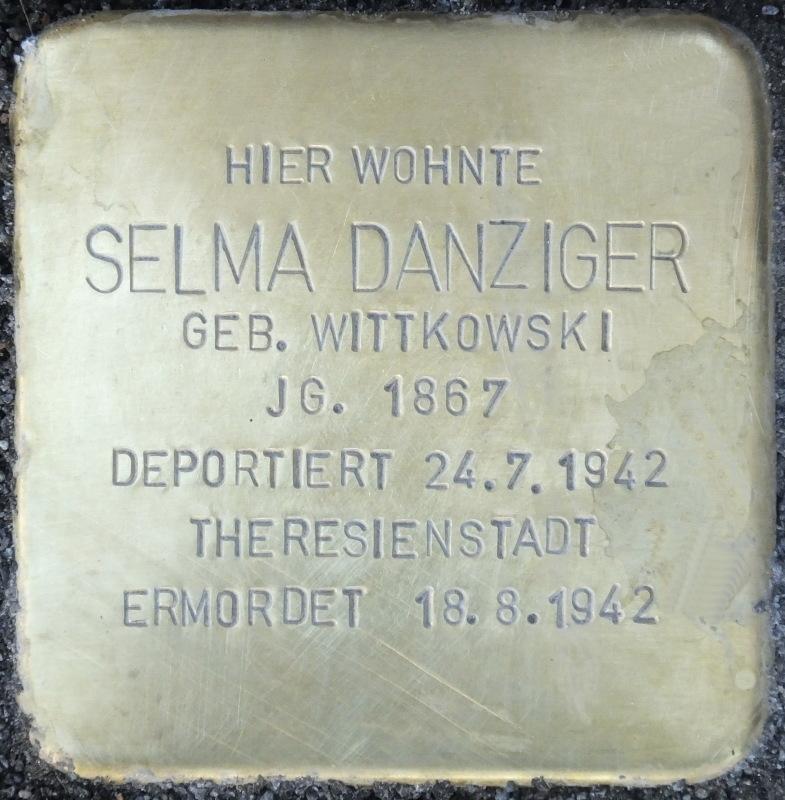 HIER WOHNTE
SELMA DANZIGER
GEB. WITTKOWSKI
JG. 1867
DEPORTIERT 24.7.1942
THERESIENSTADT
ERMORDET 18.8.1942